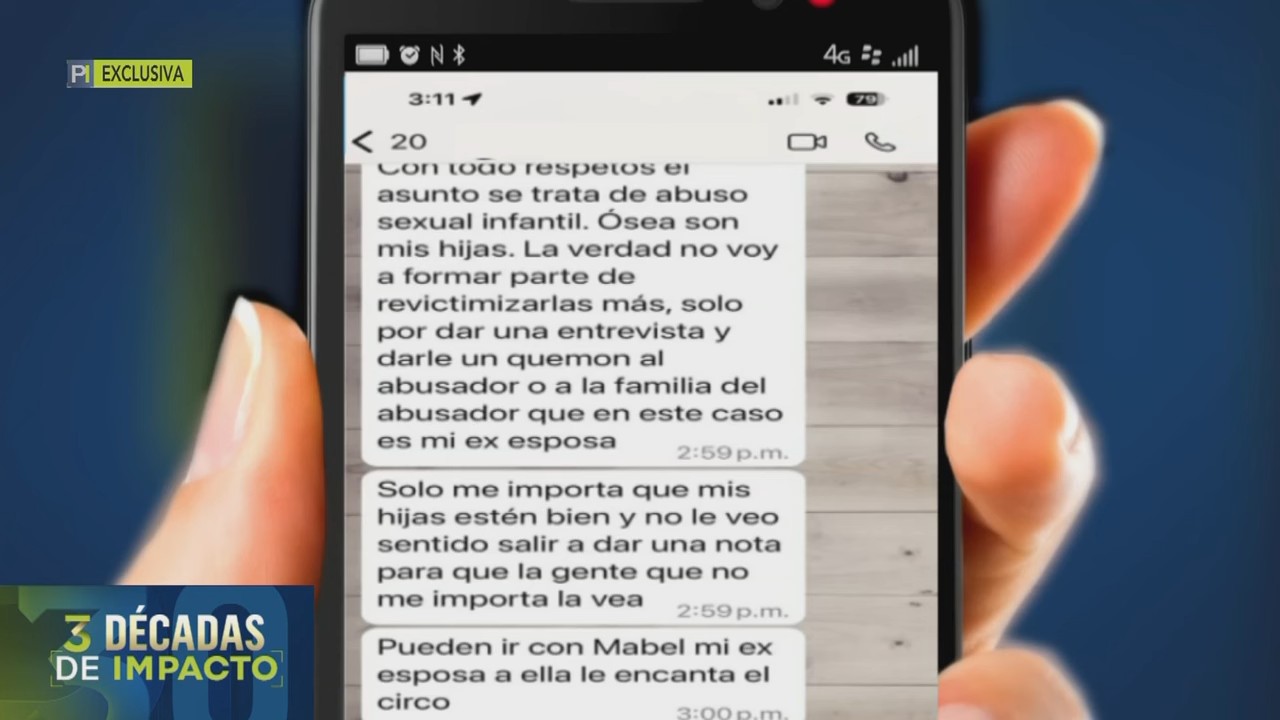 PI EXCLUSIVA
4G
3:11
79
20
Con todo respetos el
asunto se trata de abuso
sexual infantil. Ósea son
mis hijas. La verdad no voy
a formar parte de
revictimizarlas más, solo
por dar una entrevista y
darle un quemon al
abusador o a la familia del
abusador que en este caso
es mi ex esposa
2:59 p.m.
Solo me importa que mis
hijas estén bien y no le veo
sentido salir a dar una nota
para que la gente que no
me importa la vea
2:59 p.m.
Pueden ir con Mabel mi ex
esposa a ella le encanta el
circo
3:00 p.m.
30
3 DÉCADAS
DE IMPACTO